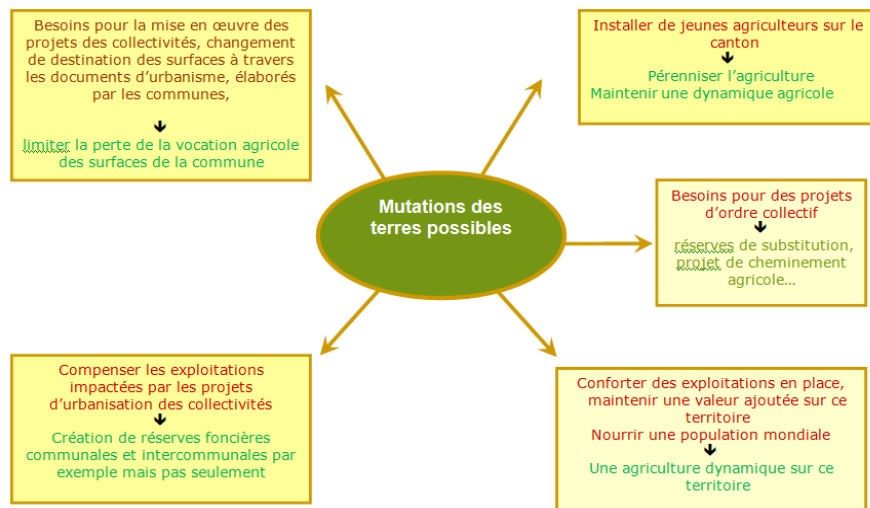 Besoins pour la mise en œuvre des
projets des collectivités, changement
de destination des surfaces à travers
les documents d'urbanisme, élaborés
par les communes,
limiter la perte de la vocation agricole
des surfaces de la commune
Installer de jeunes agriculteurs sur le
canton
Pérenniser l'agriculture
Maintenir une dynamique agricole
Mutations des
terres possibles
Besoins pour des projets
d'ordre collectif
réserves de substitution,
projet de cheminement
agricole...
Compenser les exploitations
impactées par les projets
d'urbanisation des collectivités
Création de réserves foncières
communales et intercommunales par
exemple mais pas seulement
Conforter des exploitations en place,
maintenir une valeur ajoutée sur ce
territoire
Nourrir une population mondiale
Une agriculture dynamique sur ce
territoire